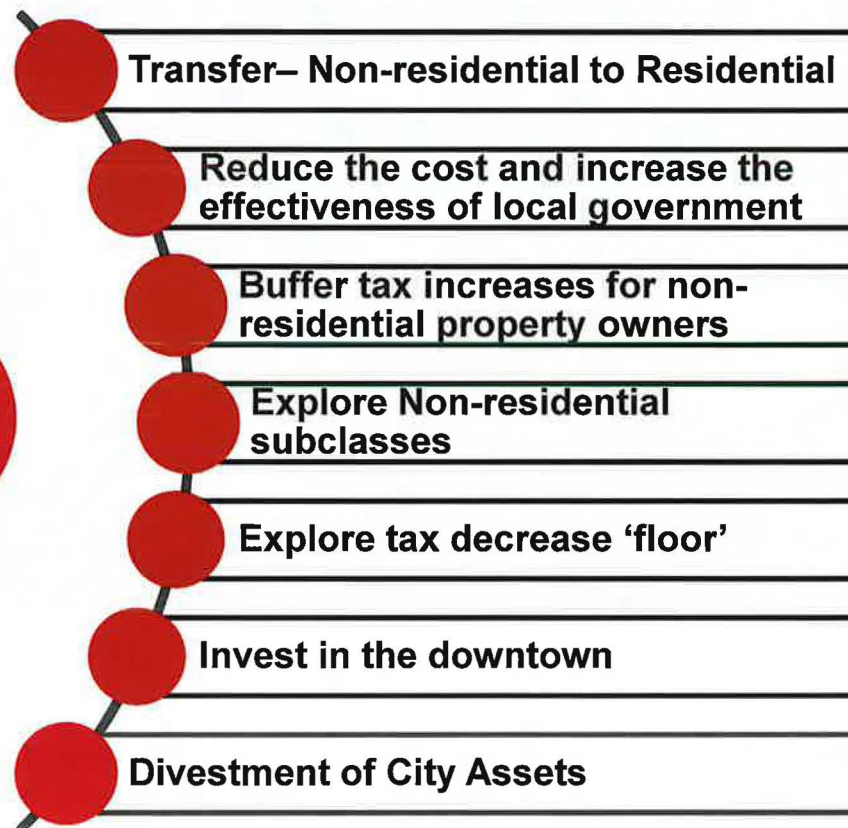 Transfer– Non-residential to Residential
Reduce the cost and increase the
effectiveness of local government
Buffer tax increases for non-
residential property owners
Explore Non-residential
subclasses
Explore tax decrease ‘floor’
Invest in the downtown
Divestment of City Assets